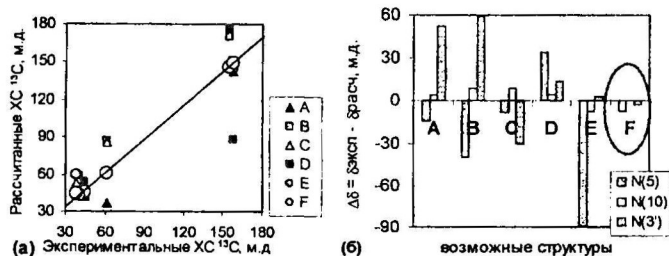 Рассчитанные ХС ¹³C, м.д.
180
150
120
90
60
30
30 60 90 120 150 180
(а) Экспериментальные ХС ¹³C, м.д
A
B
C
D
E
F
Δδ = δэксп - δрасч, м.д.
60
30
0
-30
-60
-90
A B C D E F
N(5)
N(10)
N(3')
(б) возможные структуры